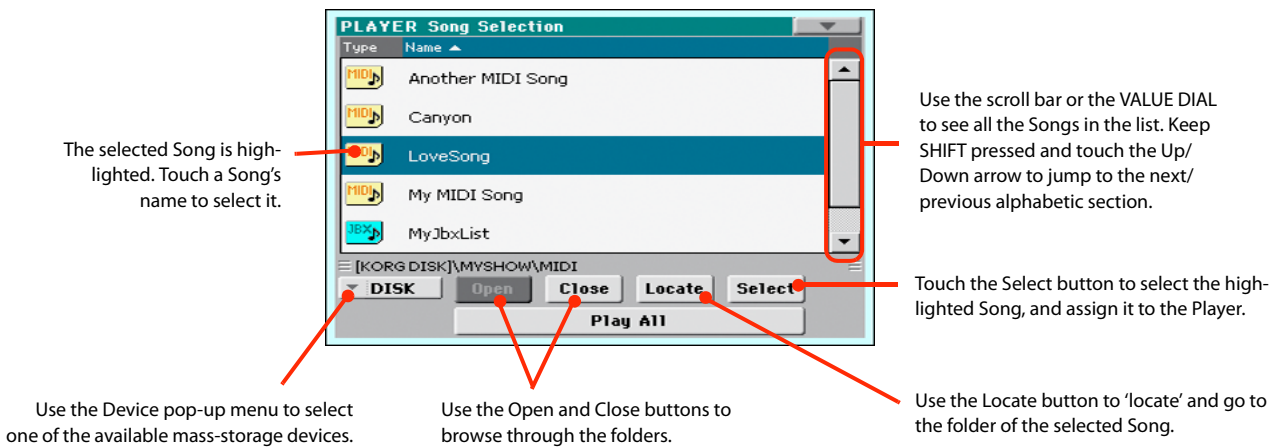 PLAYER Song Selection
Type Name
MIDI Another MIDI Song
MIDI Canyon
LoveSong
MIDI My MIDI Song
JBX MyJbxList
[KORG DISK]\MYSHOW\MIDI
DISK Open Close Locate Select
Play All
The selected Song is high-
lighted. Touch a Song’s
name to select it.
Use the scroll bar or the VALUE DIAL
to see all the Songs in the list. Keep
SHIFT pressed and touch the Up/
Down arrow to jump to the next/
previous alphabetic section.
Touch the Select button to select the high-
lighted Song, and assign it to the Player.
Use the Device pop-up menu to select
one of the available mass-storage devices.
Use the Open and Close buttons to
browse through the folders.
Use the Locate button to ‘locate’ and go to
the folder of the selected Song.